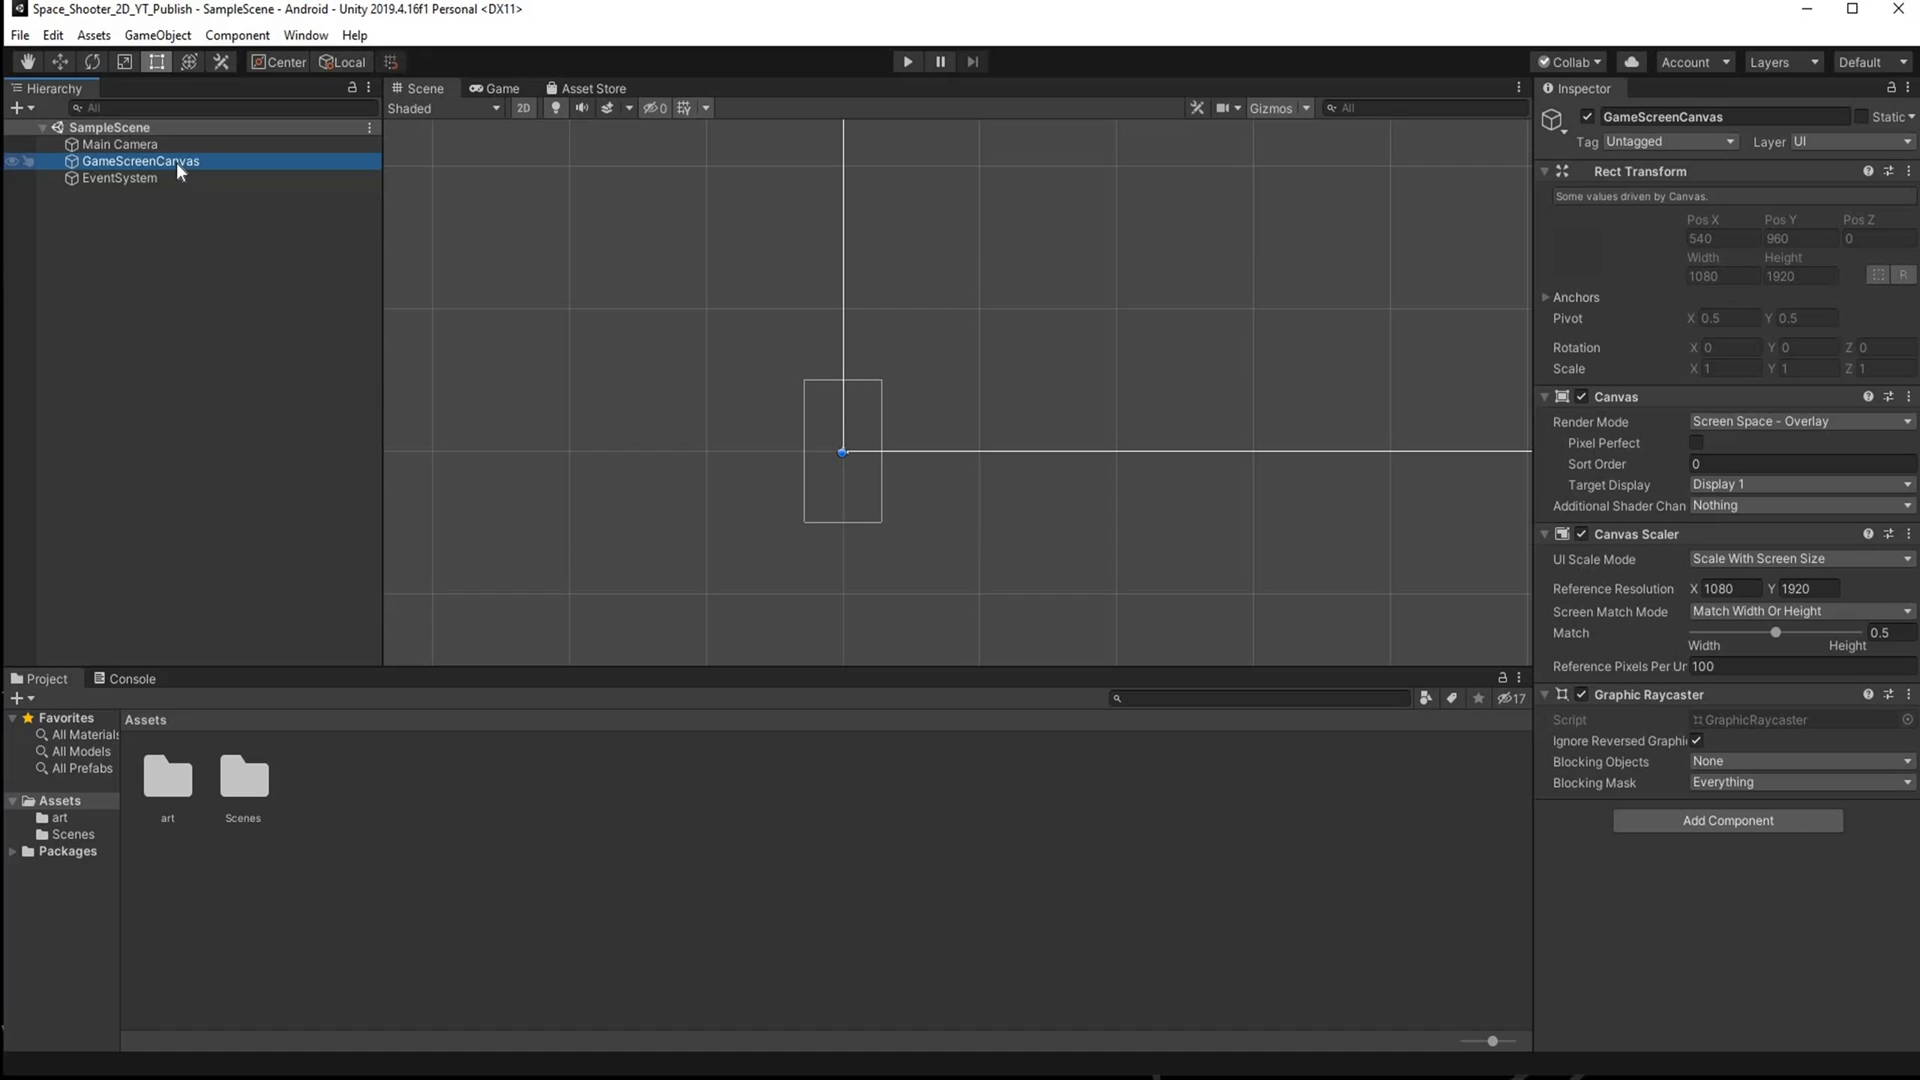 Space_Shooter_2D_YT_Publish - SampleScene - Android - Unity 2019.4.16f1 Personal <DX11>
File Edit Assets GameObject Component Window Help
Center Local Collab Account Layers Default
Hierarchy
All
SampleScene
Main Camera
GameScreenCanvas
EventSystem
Scene Game Asset Store
Shaded 2D 0 Gizmos All
Inspector
GameScreenCanvas Static
Tag Untagged Layer UI
Rect Transform
Some values driven by Canvas.
Pos X Pos Y Pos Z
540 960 0
Width Height
1080 1920 R
Anchors
Pivot X 0.5 Y 0.5
Rotation X 0 Y 0 Z 0
Scale X 1 Y 1 Z 1
Canvas
Render Mode Screen Space - Overlay
Pixel Perfect
Sort Order 0
Target Display Display 1
Additional Shader Chan Nothing
Canvas Scaler
UI Scale Mode Scale With Screen Size
Reference Resolution X 1080 Y 1920
Screen Match Mode Match Width Or Height
Match 0.5
Width Height
Reference Pixels Per Ur 100
Graphic Raycaster
Script GraphicRaycaster
Ignore Reversed Graphi
Blocking Objects None
Blocking Mask Everything
Add Component
Project Console
17
Favorites
All Materials
All Models
All Prefabs
Assets
art
Scenes
Packages
Assets
art Scenes